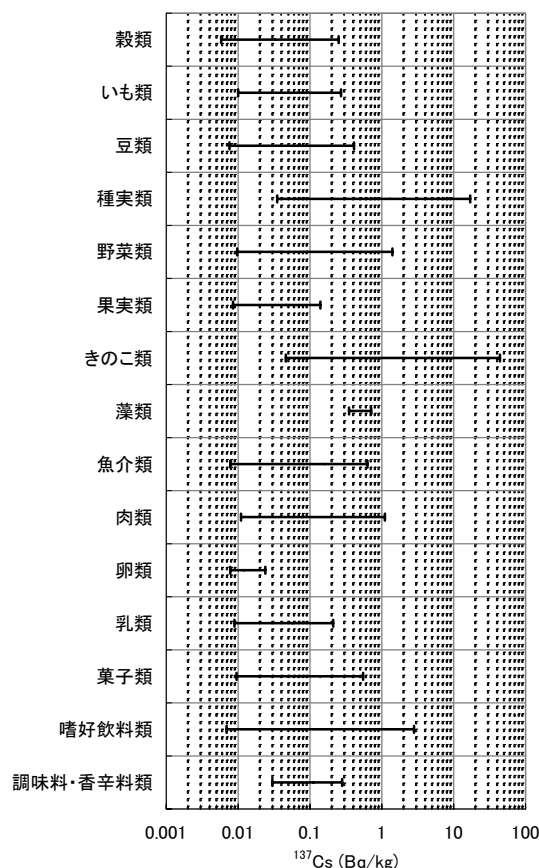 穀類
いも類
豆類
種実類
野菜類
果実類
きのこ類
藻類
魚介類
肉類
卵類
乳類
菓子類
嗜好飲料類
調味料・香辛料類
0.001 0.01 0.1 1 10 100
¹³⁷Cs (Bq/kg)